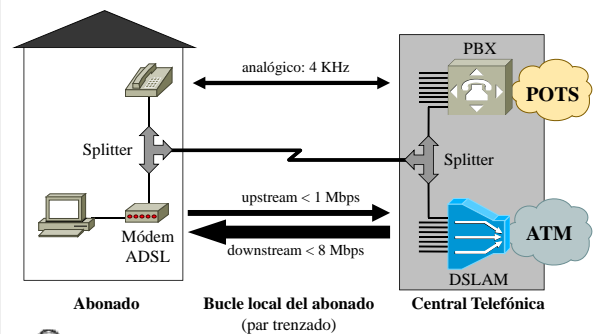 PBX
analógico: 4 KHz
POTS
Splitter
Splitter
upstream < 1 Mbps
Módem
ADSL
downstream < 8 Mbps
ATM
DSLAM
Abonado
Bucle local del abonado
(par trenzado)
Central Telefónica